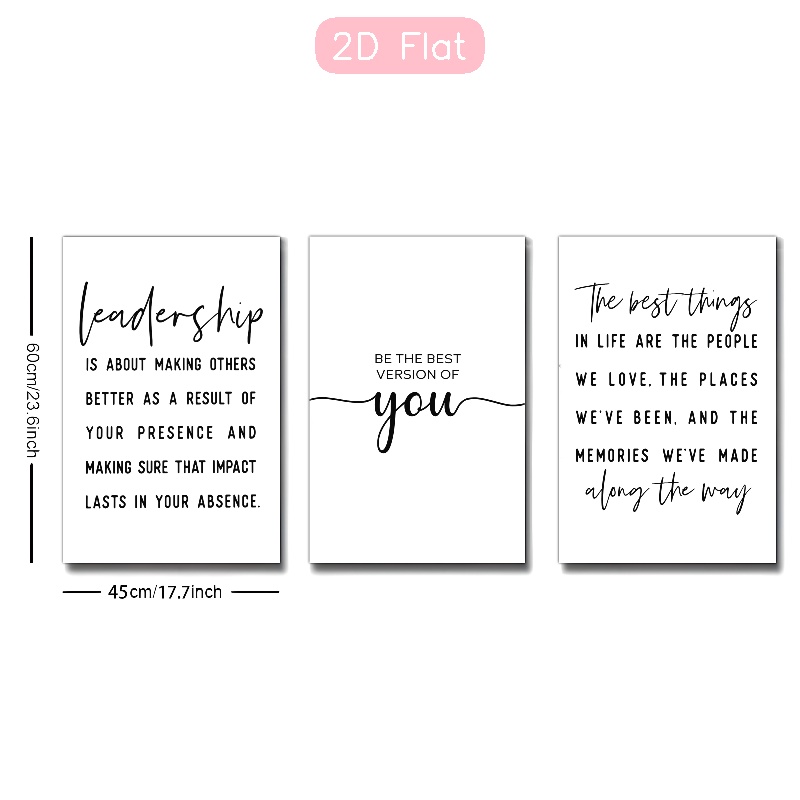 2D Flat
60cm/23.6inch
leadership
IS ABOUT MAKING OTHERS
BETTER AS A RESULT OF
YOUR PRESENCE AND
MAKING SURE THAT IMPACT
LASTS IN YOUR ABSENCE.
45cm/17.7inch
BE THE BEST
VERSION OF
you
The best things
IN LIFE ARE THE PEOPLE
WE LOVE, THE PLACES
WE'VE BEEN, AND THE
MEMORIES WE'VE MADE
along the way